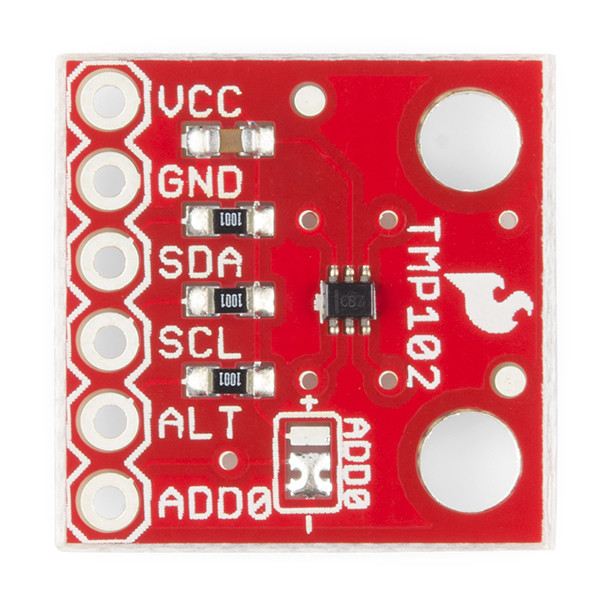 VCC
GND
1001
SDA
1001
SCL
1001
ALT
ADD0
TMP102
+
ADD0
-